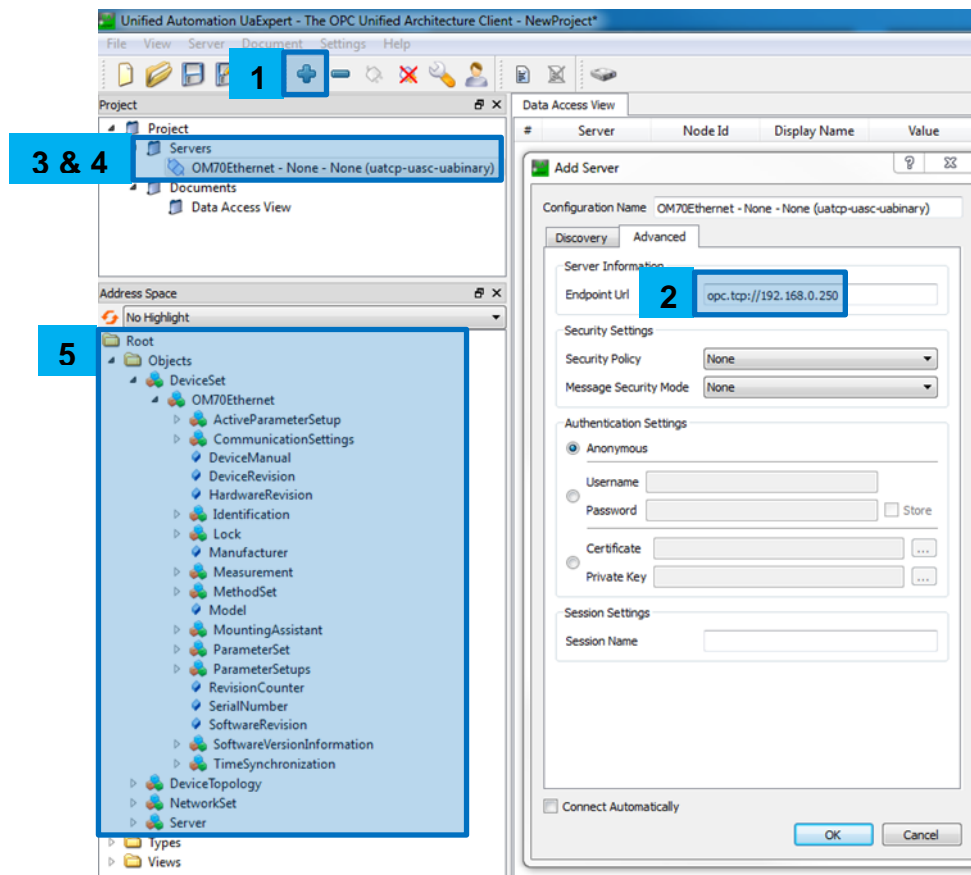 Unified Automation UaExpert - The OPC Unified Architecture Client - NewProject*
File View Server Document Settings Help
1
Project
Project
Servers
3 & 4
OM70Ethernet - None - None (uatcp-uasc-uabinary)
Documents
Data Access View
Address Space
No Highlight
5
Root
Objects
DeviceSet
OM70Ethernet
ActiveParameterSetup
CommunicationSettings
DeviceManual
DeviceRevision
HardwareRevision
Identification
Lock
Manufacturer
Measurement
MethodSet
Model
MountingAssistant
ParameterSet
ParameterSetups
RevisionCounter
SerialNumber
SoftwareRevision
SoftwareVersionInformation
TimeSynchronization
DeviceTopology
NetworkSet
Server
Types
Views
Data Access View
# Server Node Id Display Name Value
Add Server
Configuration Name OM70Ethernet - None - None (uatcp-uasc-uabinary)
Discovery Advanced
Server Information
Endpoint Url 2 opc.tcp://192.168.0.250
Security Settings
Security Policy None
Message Security Mode None
Authentication Settings
Anonymous
Username
Password Store
Certificate ...
Private Key ...
Session Settings
Session Name
Connect Automatically
OK Cancel